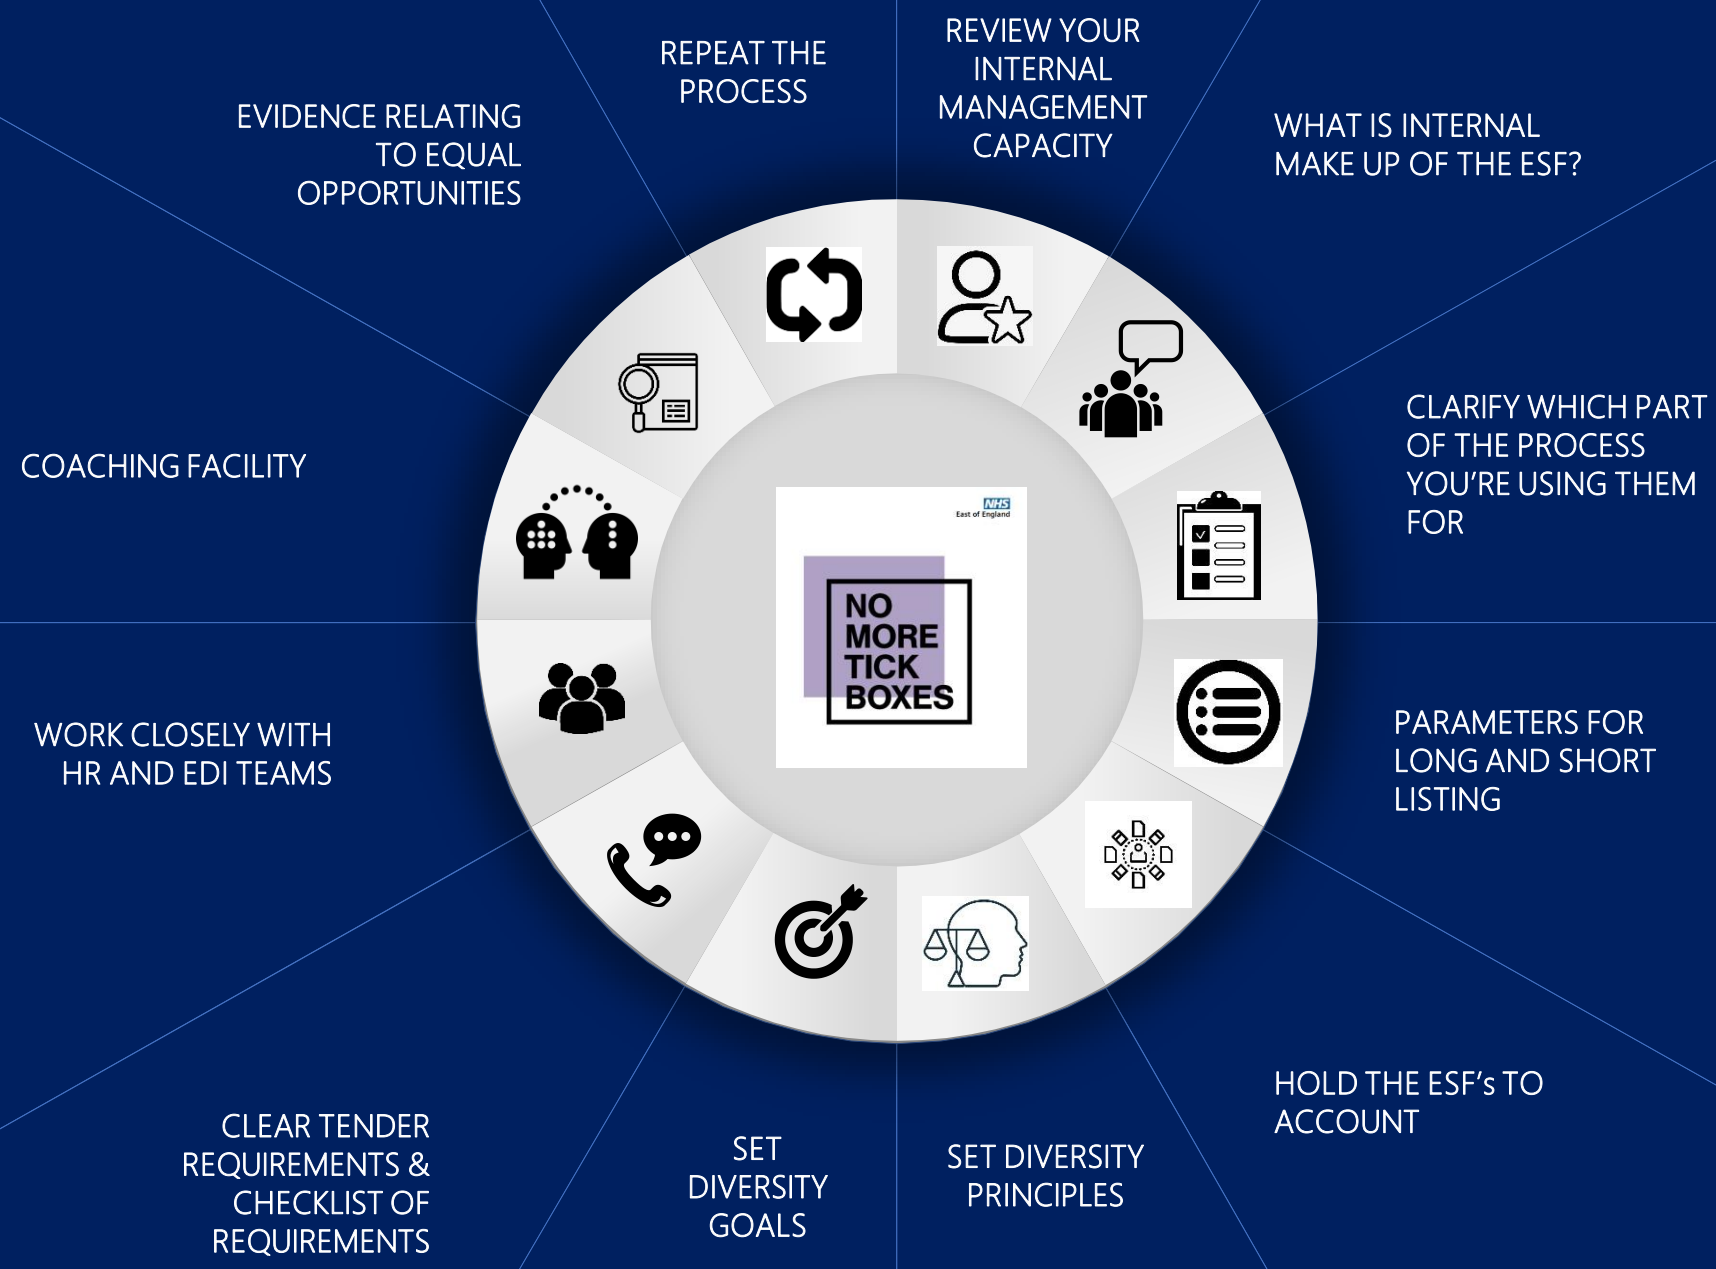 REVIEW YOUR
INTERNAL
MANAGEMENT
CAPACITY
WHAT IS INTERNAL
MAKE UP OF THE ESF?
CLARIFY WHICH PART
OF THE PROCESS
YOU'RE USING THEM
FOR
PARAMETERS FOR
LONG AND SHORT
LISTING
HOLD THE ESF's TO
ACCOUNT
SET DIVERSITY
PRINCIPLES
SET
DIVERSITY
GOALS
CLEAR TENDER
REQUIREMENTS &
CHECKLIST OF
REQUIREMENTS
WORK CLOSELY WITH
HR AND EDI TEAMS
COACHING FACILITY
EVIDENCE RELATING
TO EQUAL
OPPORTUNITIES
REPEAT THE
PROCESS
NHS
East of England
NO
MORE
TICK
BOXES